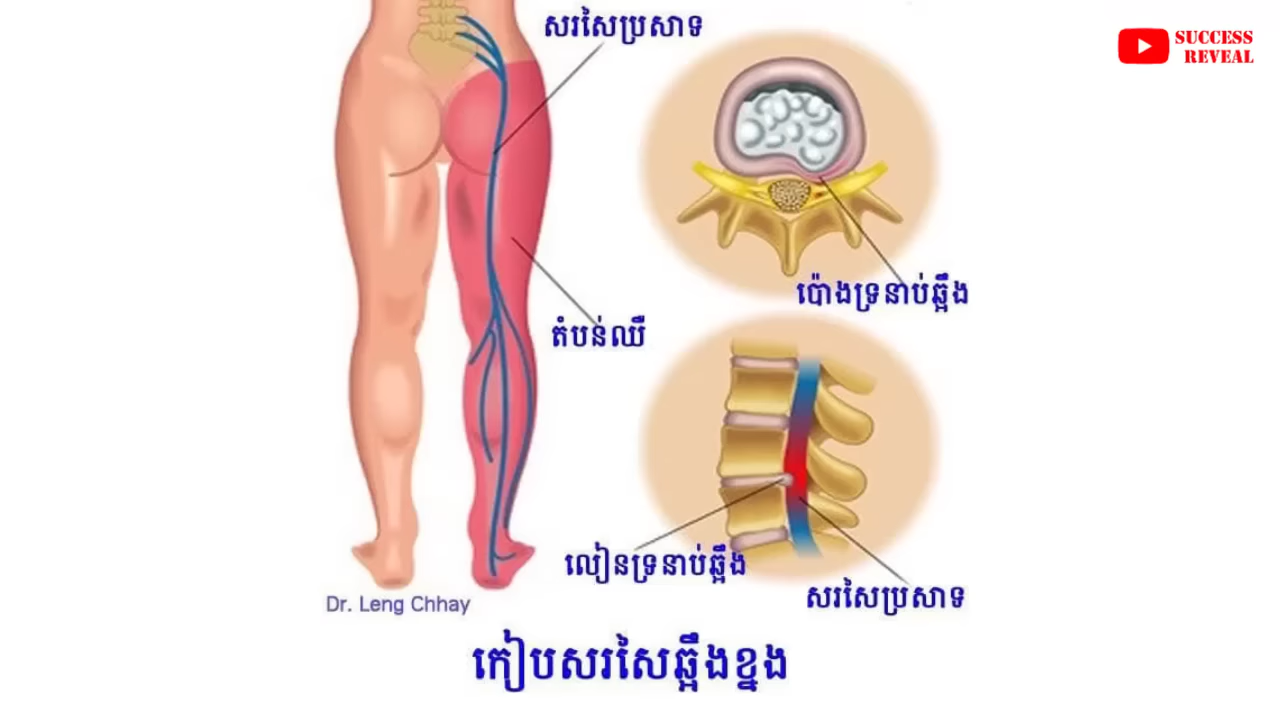 សរសៃប្រសាទ
SUCCESS
REVEAL
ប៉ោងទ្រនាប់ឆ្អឹង
តំបន់ឈឺ
លៀនទ្រនាប់ឆ្អឹង
សរសៃប្រសាទ
Dr. Leng Chhay
កៀបសរសៃឆ្អឹងខ្នង